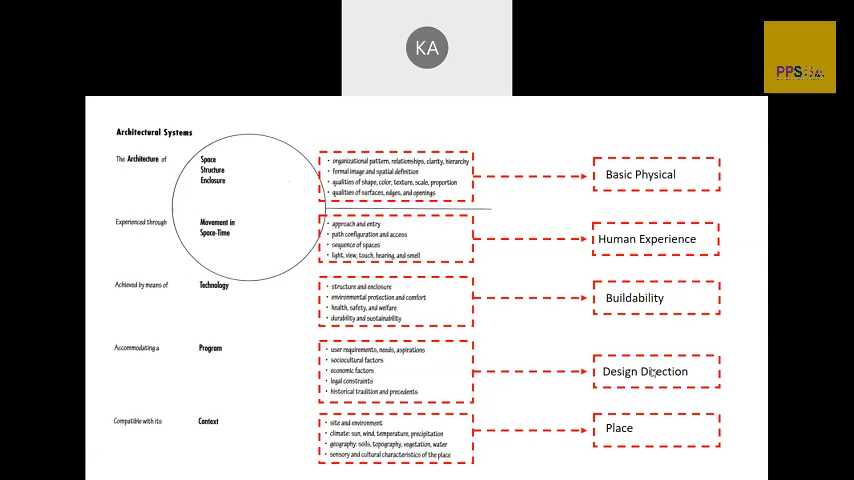 KA
Architectural Systems
The Architecture of
Space
Structure
Enclosure
• organizational pattern, relationships, clarity, hierarchy
• formal image and spatial definition
• qualities of shape, color, texture, scale, proportion
• qualities of surfaces, edges, and openings
Basic Physical
Experienced through
Movement in
Space-Time
• approach and entry
• path configuration and access
• sequence of spaces
• light, view, touch, hearing, and smell
Human Experience
Achieved by means of
Technology
• structure and enclosure
• environmental protection and comfort
• health, safety, and welfare
• durability and sustainability
Buildability
Accommodating a
Program
• user requirements, needs, aspirations
• sociocultural factors
• economic factors
• legal constraints
• historical tradition and precedents
Design Direction
Compatible with its
Context
• site and environment
• climate: sun, wind, temperature, precipitation
• geography: soils, topography, vegetation, water
• sensory and cultural characteristics of the place
Place